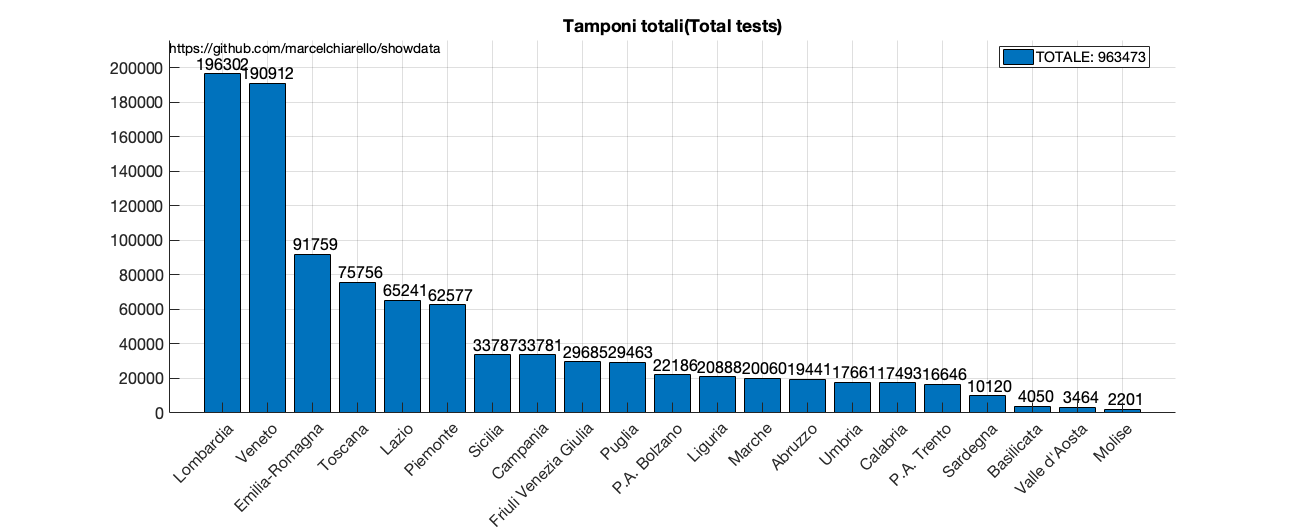 Tamponi totali(Total tests)
https://github.com/marcelchiarello/showdata
TOTALE: 963473
200000
180000
160000
140000
120000
100000
80000
60000
40000
20000
0
196302
190912
91759
75756
65241
62577
33787
33781
29685
29463
22186
20888
20060
19441
17661
17493
16646
10120
4050
3464
2201
Lombardia
Veneto
Emilia-Romagna
Toscana
Lazio
Piemonte
Sicilia
Campania
Friuli Venezia Giulia
Puglia
P.A. Bolzano
Liguria
Marche
Abruzzo
Umbria
Calabria
P.A. Trento
Sardegna
Basilicata
Valle d'Aosta
Molise